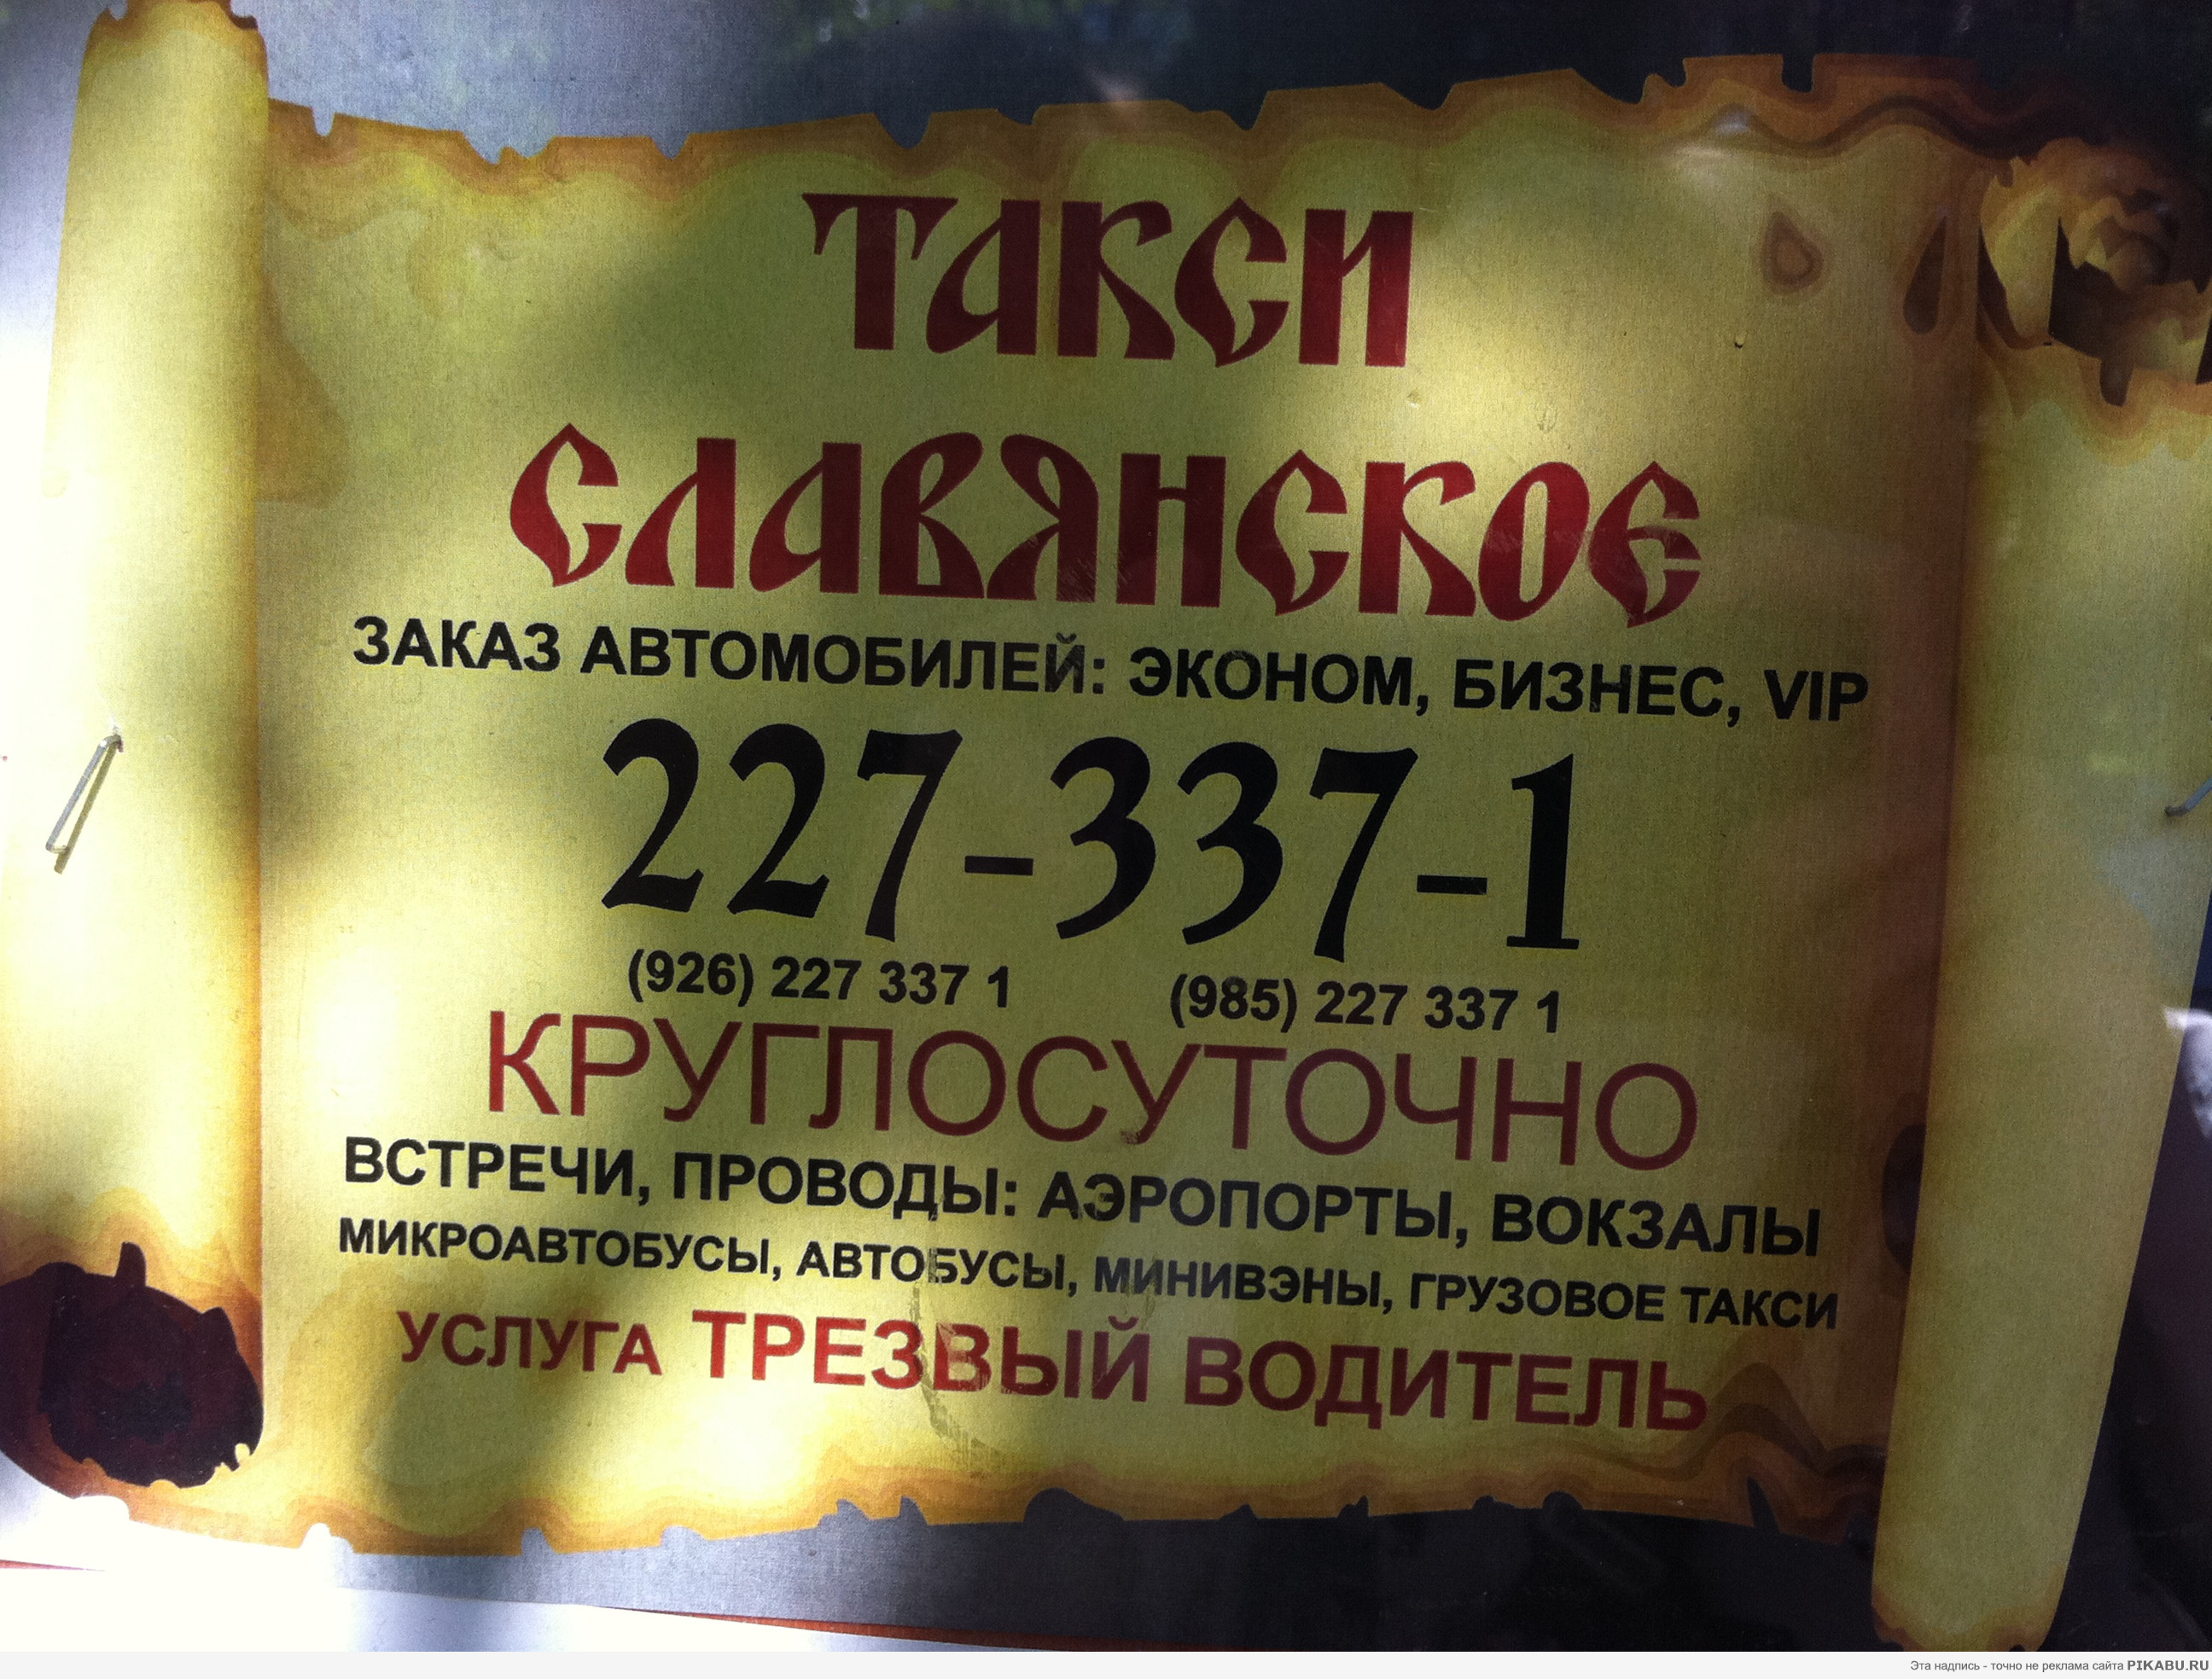 ТАКСИ
СЛАВЯНСКОЕ
ЗАКАЗ АВТОМОБИЛЕЙ: ЭКОНОМ, БИЗНЕС, VIP
227-337-1
(926) 227 337 1 (985) 227 337 1
КРУГЛОСУТОЧНО
ВСТРЕЧИ, ПРОВОДЫ: АЭРОПОРТЫ, ВОКЗАЛЫ
МИКРОАВТОБУСЫ, АВТОБУСЫ, МИНИВЭНЫ, ГРУЗОВОЕ ТАКСИ
УСЛУГА ТРЕЗВЫЙ ВОДИТЕЛЬ
Эта надпись - точно не реклама сайта PIKABU.RU